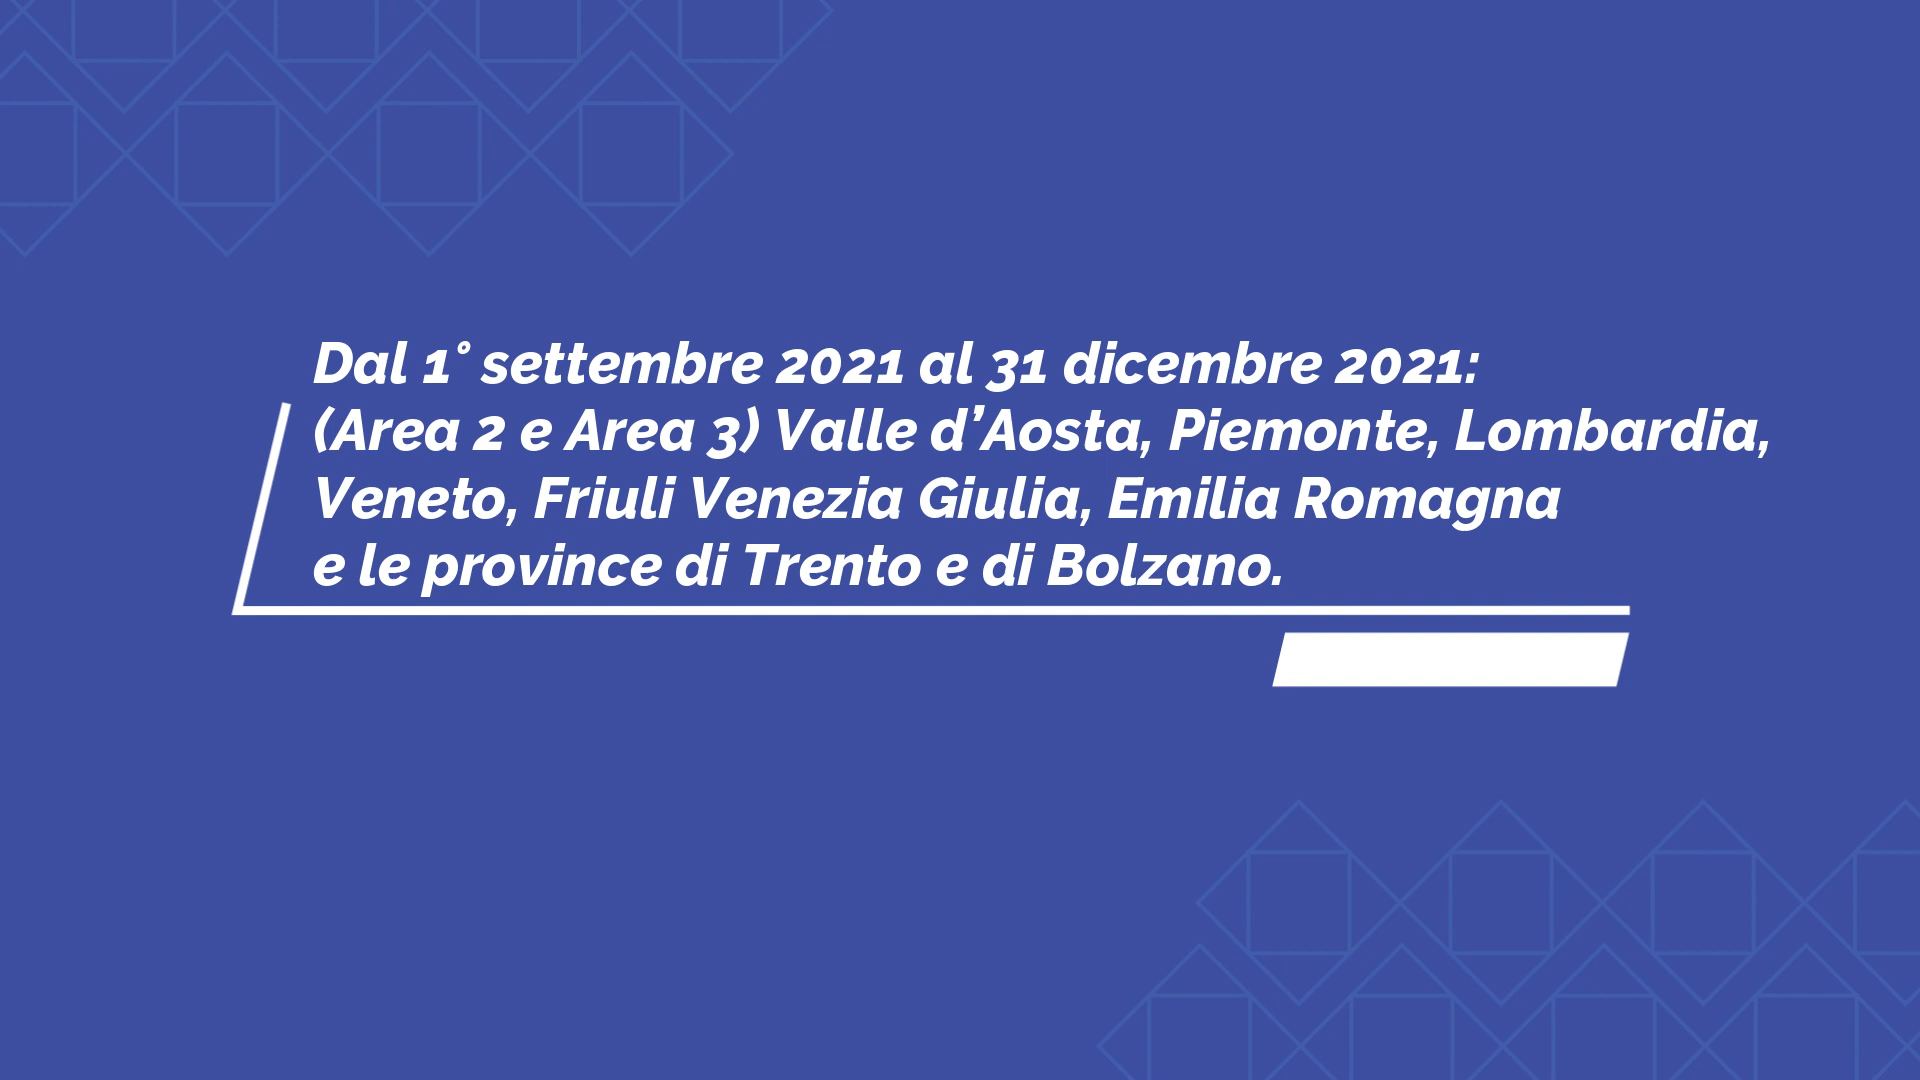 Dal 1° settembre 2021 al 31 dicembre 2021:
(Area 2 e Area 3) Valle d’Aosta, Piemonte, Lombardia,
Veneto, Friuli Venezia Giulia, Emilia Romagna
e le province di Trento e di Bolzano.